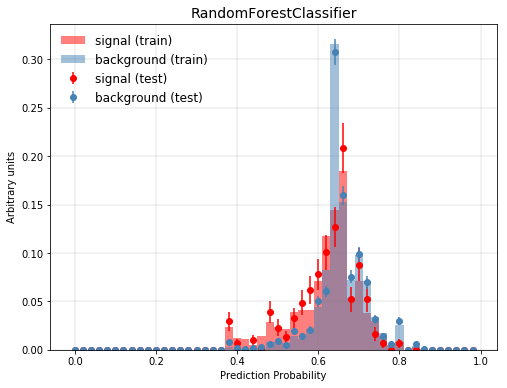 RandomForestClassifier
signal (train)
background (train)
signal (test)
background (test)
Arbitrary units
0.30
0.25
0.20
0.15
0.10
0.05
0.00
0.0 0.2 0.4 0.6 0.8 1.0
Prediction Probability